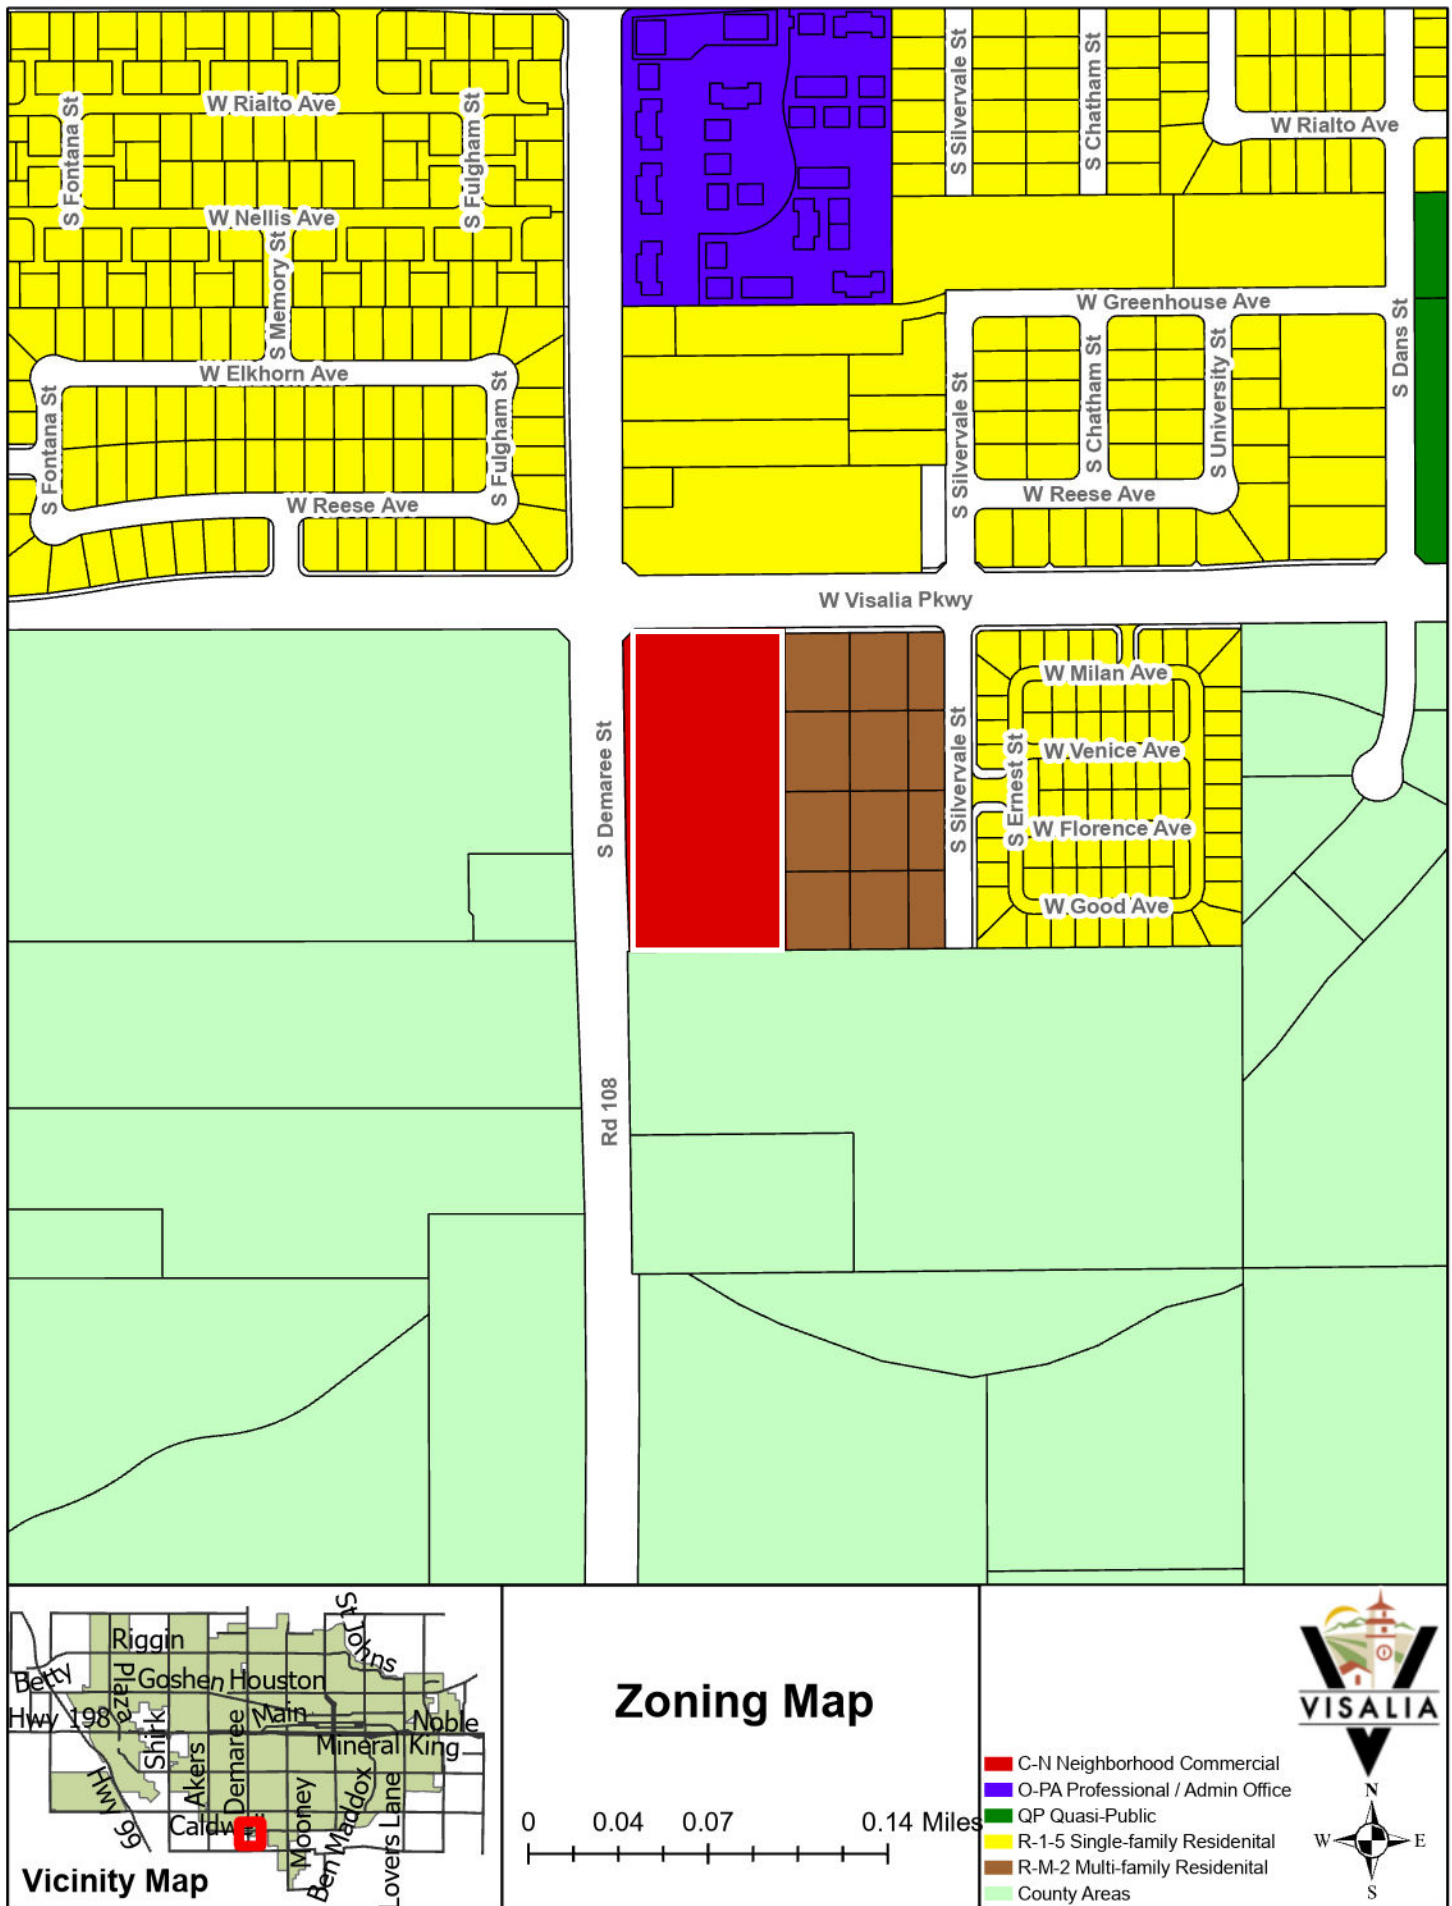 S Silvervale St
S Chatham St
W Rialto Ave
S Fontana St
S Fulgham St
W Rialto Ave
W Nellis Ave
S Memory St
W Greenhouse Ave
S Dans St
W Elkhorn Ave
S Fontana St
S Fulgham St
S Silvervale St
S Chatham St
S University St
W Reese Ave
W Reese Ave
W Visalia Pkwy
W Milan Ave
S Demaree St
S Silvervale St
S Ernest St
W Venice Ave
W Florence Ave
W Good Ave
Rd 108
Riggin
St Johns
Betty
Plaza
Goshen
Houston
Hwy 198
Main
Noble
Shirk
Mineral King
Akers
Demaree
Hwy 99
Mooney
Ben Maddox
Lovers Lane
Vicinity Map
Zoning Map
0 0.04 0.07 0.14 Miles
VISALIA
C-N Neighborhood Commercial
O-PA Professional / Admin Office
QP Quasi-Public
R-1-5 Single-family Residenital
R-M-2 Multi-family Residenital
County Areas
N
W E
S